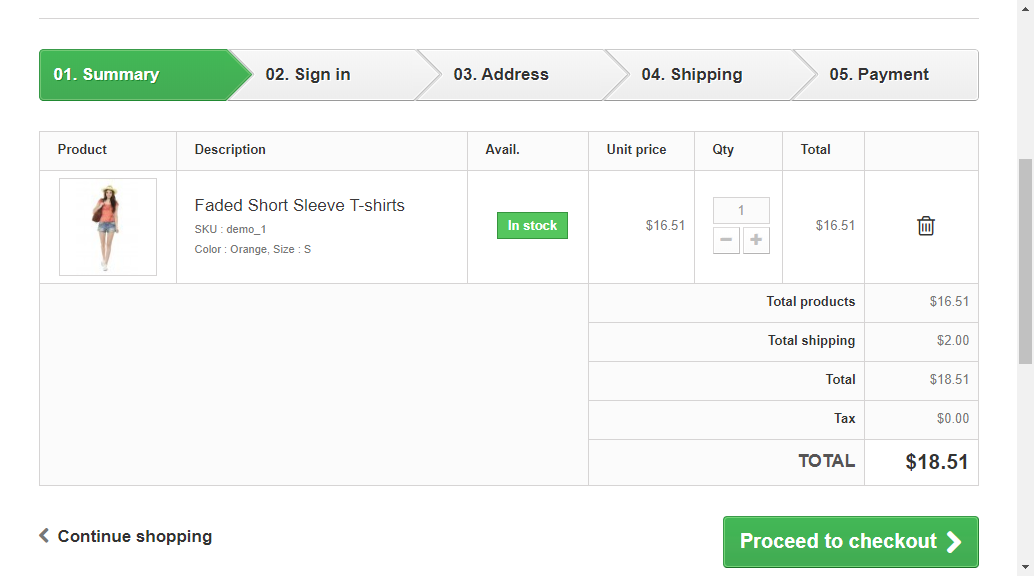 01. Summary
02. Sign in
03. Address
04. Shipping
05. Payment
Product Description Avail. Unit price Qty Total
Faded Short Sleeve T-shirts
SKU : demo_1
Color : Orange, Size : S
In stock
$16.51
1
$16.51
Total products $16.51
Total shipping $2.00
Total $18.51
Tax $0.00
TOTAL $18.51
Continue shopping
Proceed to checkout